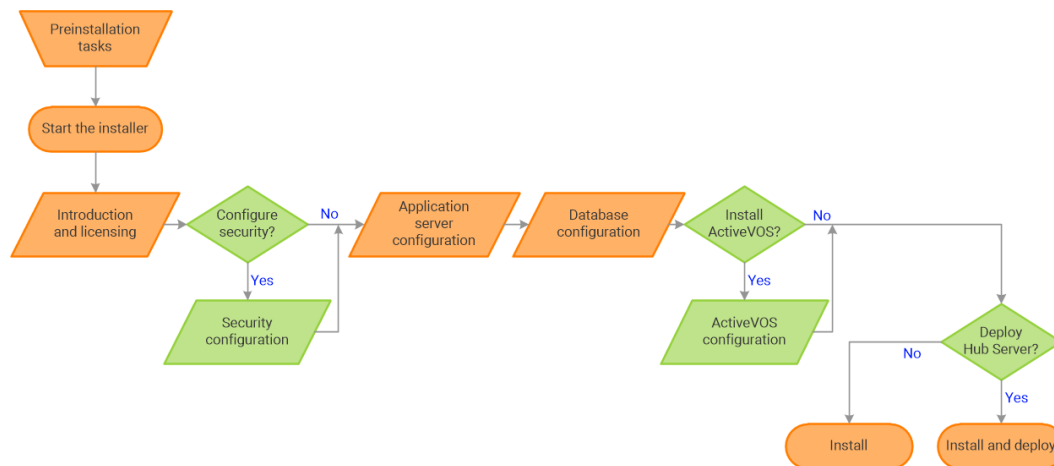 Preinstallation
tasks
Start the installer
Introduction
and licensing
Configure
security?
No
Yes
Security
configuration
Application
server
configuration
Database
configuration
Install
ActiveVOS?
No
Yes
ActiveVOS
configuration
Deploy
Hub Server?
No
Yes
Install
Install and deploy